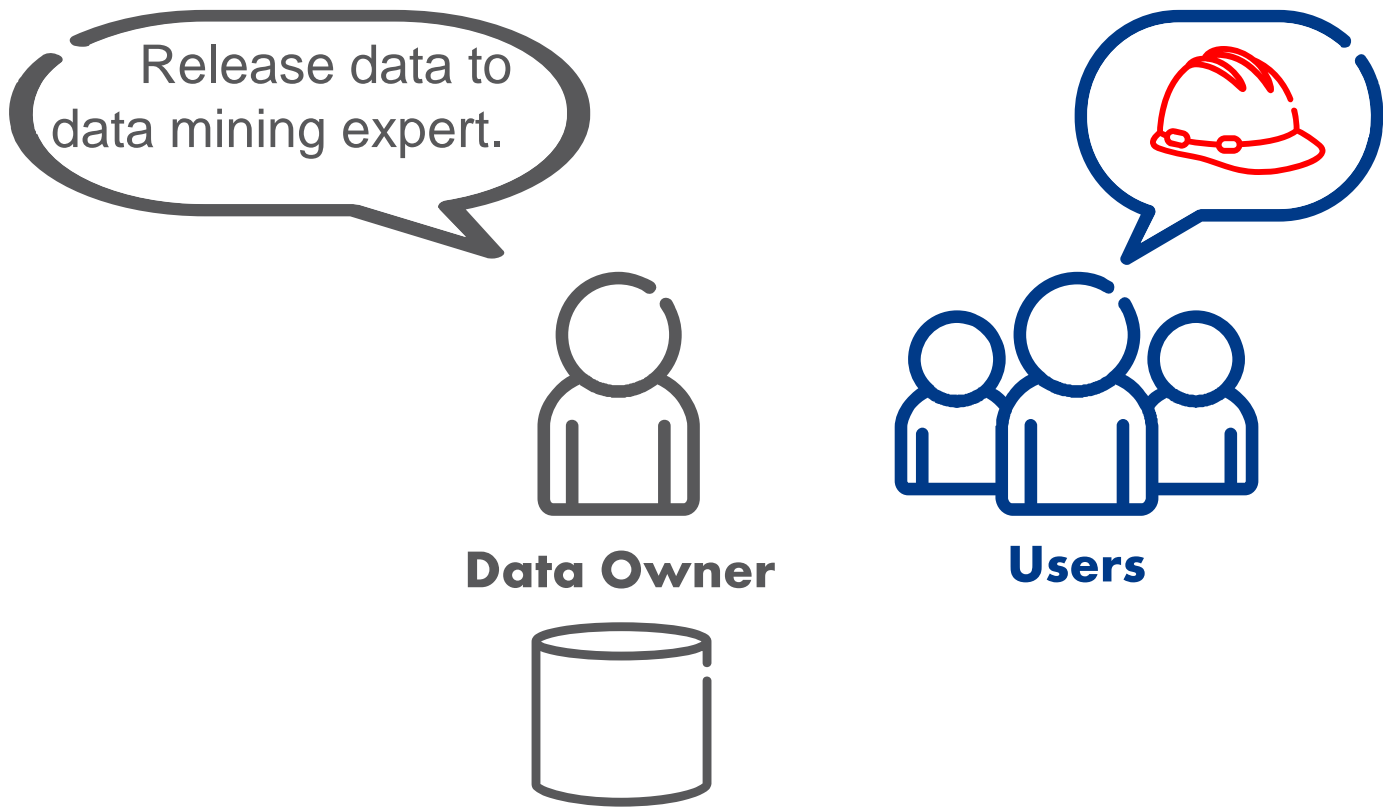 Release data to
data mining expert.
Data Owner
Users